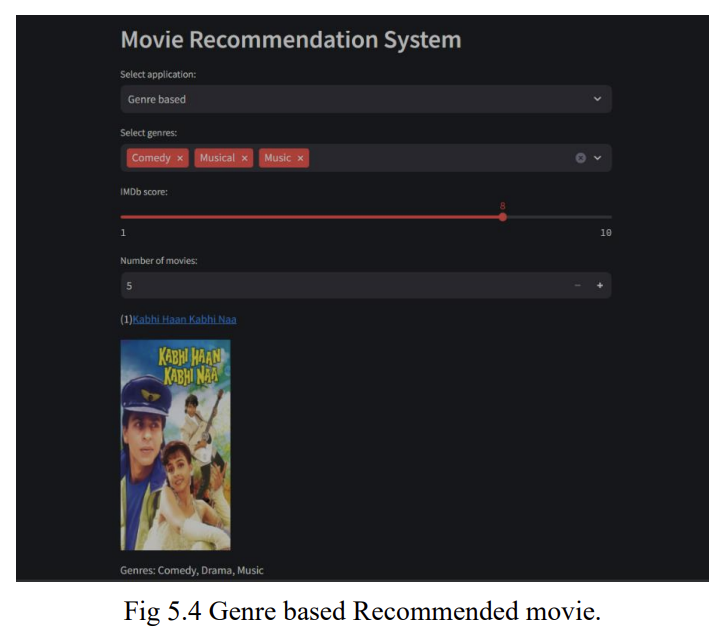 Movie Recommendation System
Select application:
Genre based
Select genres:
Comedy × Musical × Music ×
IMDb score:
8
1 10
Number of movies:
5 − +
(1)Kabhi Haan Kabhi Naa
KABHI HAAN
KABHI NAA
Genres: Comedy, Drama, Music
Fig 5.4 Genre based Recommended movie.